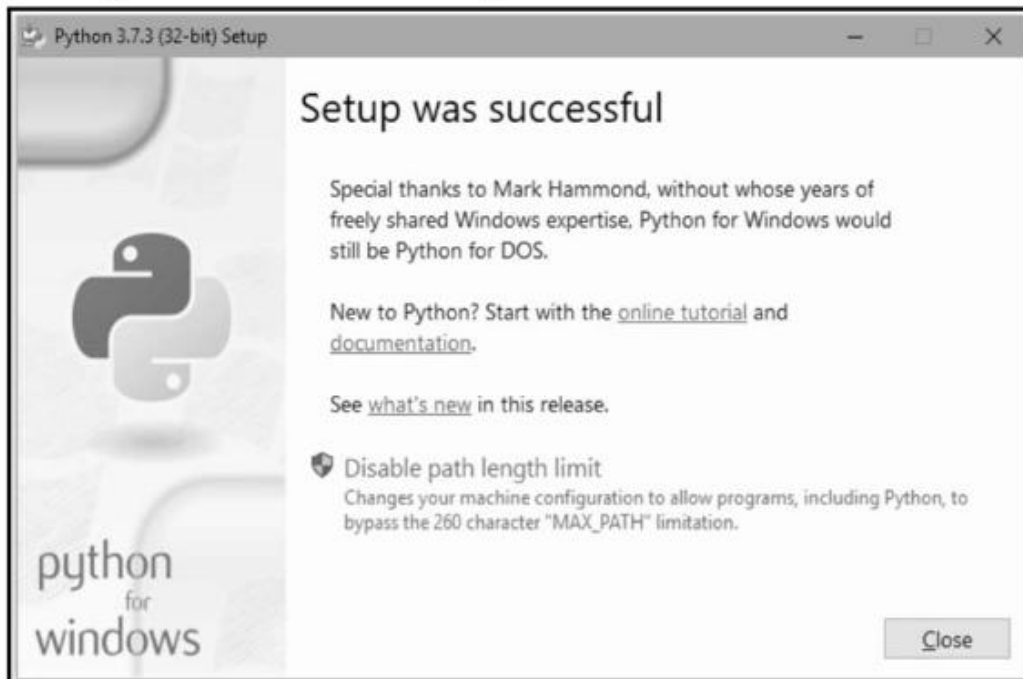 Python 3.7.3 (32-bit) Setup
Setup was successful
Special thanks to Mark Hammond, without whose years of
freely shared Windows expertise, Python for Windows would
still be Python for DOS.
New to Python? Start with the online tutorial and
documentation.
See what's new in this release.
Disable path length limit
Changes your machine configuration to allow programs, including Python, to
bypass the 260 character "MAX_PATH" limitation.
python
for
windows
Close